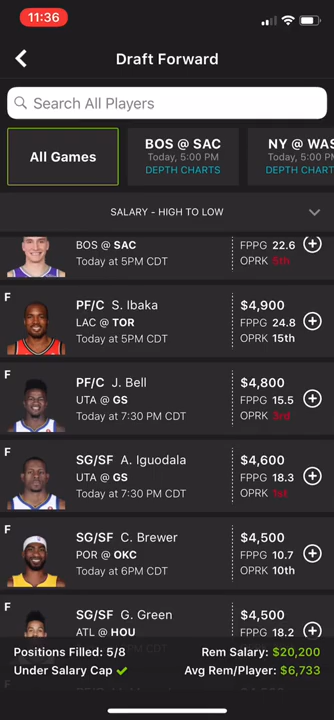 11:36
Draft Forward
Search All Players
All Games
BOS @ SAC
Today, 5:00 PM
DEPTH CHARTS
NY @ WAS
Today, 5:00 PM
DEPTH CHARTS
SALARY - HIGH TO LOW
BOS @ SAC
Today at 5PM CDT
FPPG 22.6
OPRK 5th
F
PF/C S. Ibaka
LAC @ TOR
Today at 5PM CDT
$4,900
FPPG 24.8
OPRK 15th
F
PF/C J. Bell
UTA @ GS
Today at 7:30 PM CDT
$4,800
FPPG 15.5
OPRK 3rd
F
SG/SF A. Iguodala
UTA @ GS
Today at 7:30 PM CDT
$4,600
FPPG 18.3
OPRK 1st
F
SG/SF C. Brewer
POR @ OKC
Today at 6PM CDT
$4,500
FPPG 10.7
OPRK 10th
F
SG/SF G. Green
ATL @ HOU
$4,500
FPPG 18.2
Positions Filled: 5/8
Rem Salary: $20,200
Under Salary Cap
Avg Rem/Player: $6,733